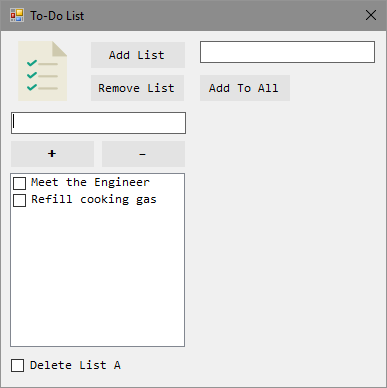 To-Do List
Add List
Remove List
Add To All
+
-
Meet the Engineer
Refill cooking gas
Delete List A